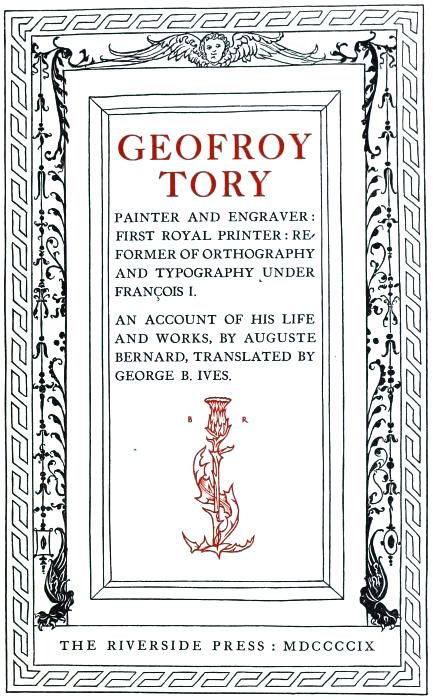 GEOFROY
TORY
PAINTER AND ENGRAVER:
FIRST ROYAL PRINTER: RE-
FORMER OF ORTHOGRAPHY
AND TYPOGRAPHY UNDER
FRANÇOIS I.
AN ACCOUNT OF HIS LIFE
AND WORKS, BY AUGUSTE
BERNARD, TRANSLATED BY
GEORGE B. IVES.
B R
THE RIVERSIDE PRESS: MDCCCCIX